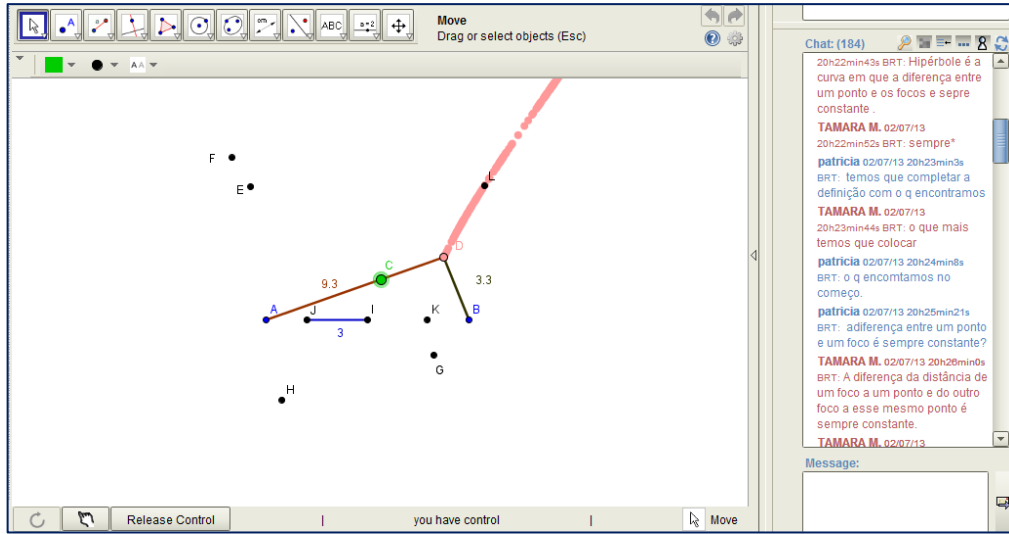 ABC
a=2
Move
Drag or select objects (Esc)
A A
F
E
L
D
C
9.3
3.3
A
J
I
K
B
3
G
H
Release Control
you have control
Move
Chat: (184)
20h22min43s BRT: Hipérbole é a
curva em que a diferença entre
um ponto e os focos e sepre
constante .
TAMARA M. 02/07/13
20h22min52s BRT: sempre*
patricia 02/07/13 20h23min3s
BRT: temos que completar a
definição com o q encontramos
TAMARA M. 02/07/13
20h23min44s BRT: o que mais
temos que colocar
patricia 02/07/13 20h24min8s
BRT: o q encomtamos no
começo.
patricia 02/07/13 20h25min21s
BRT: adiferença entre um ponto
e um foco é sempre constante?
TAMARA M. 02/07/13 20h26min0s
BRT: A diferença da distância de
um foco a um ponto e do outro
foco a esse mesmo ponto é
sempre constante.
TAMARA M. 02/07/13
Message: